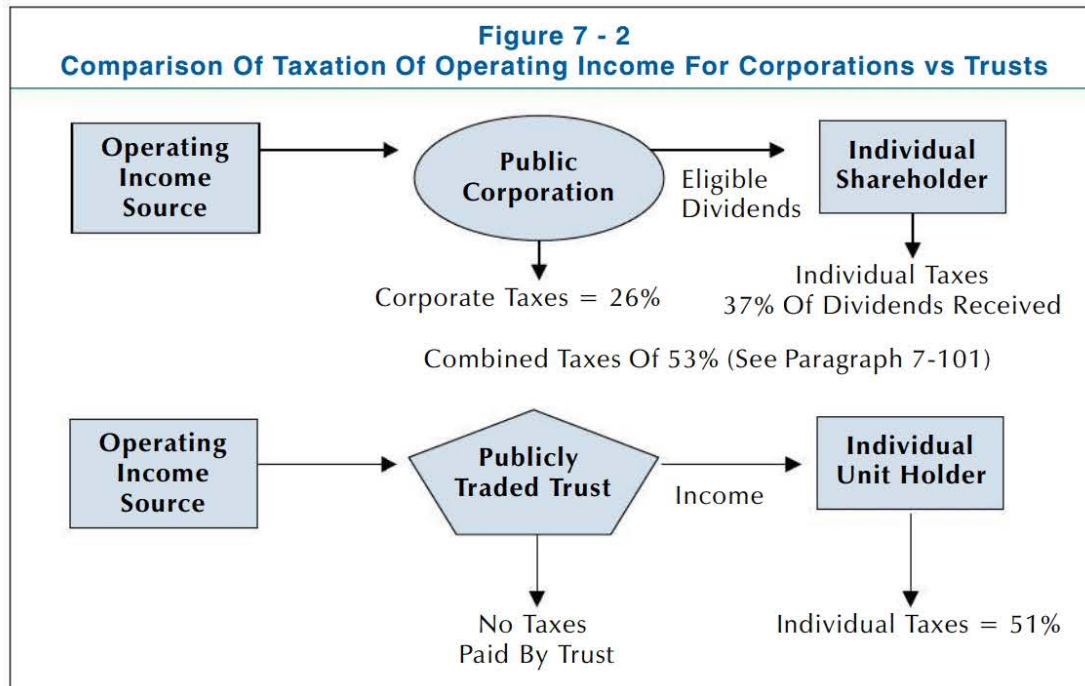 Figure 7 - 2
Comparison Of Taxation Of Operating Income For Corporations vs Trusts
Operating
Income
Source
Public
Corporation
Eligible
Dividends
Individual
Shareholder
Corporate Taxes = 26%
Individual Taxes
37% Of Dividends Received
Combined Taxes Of 53% (See Paragraph 7-101)
Operating
Income
Source
Publicly
Traded Trust
Income
Individual
Unit Holder
No Taxes
Paid By Trust
Individual Taxes = 51%